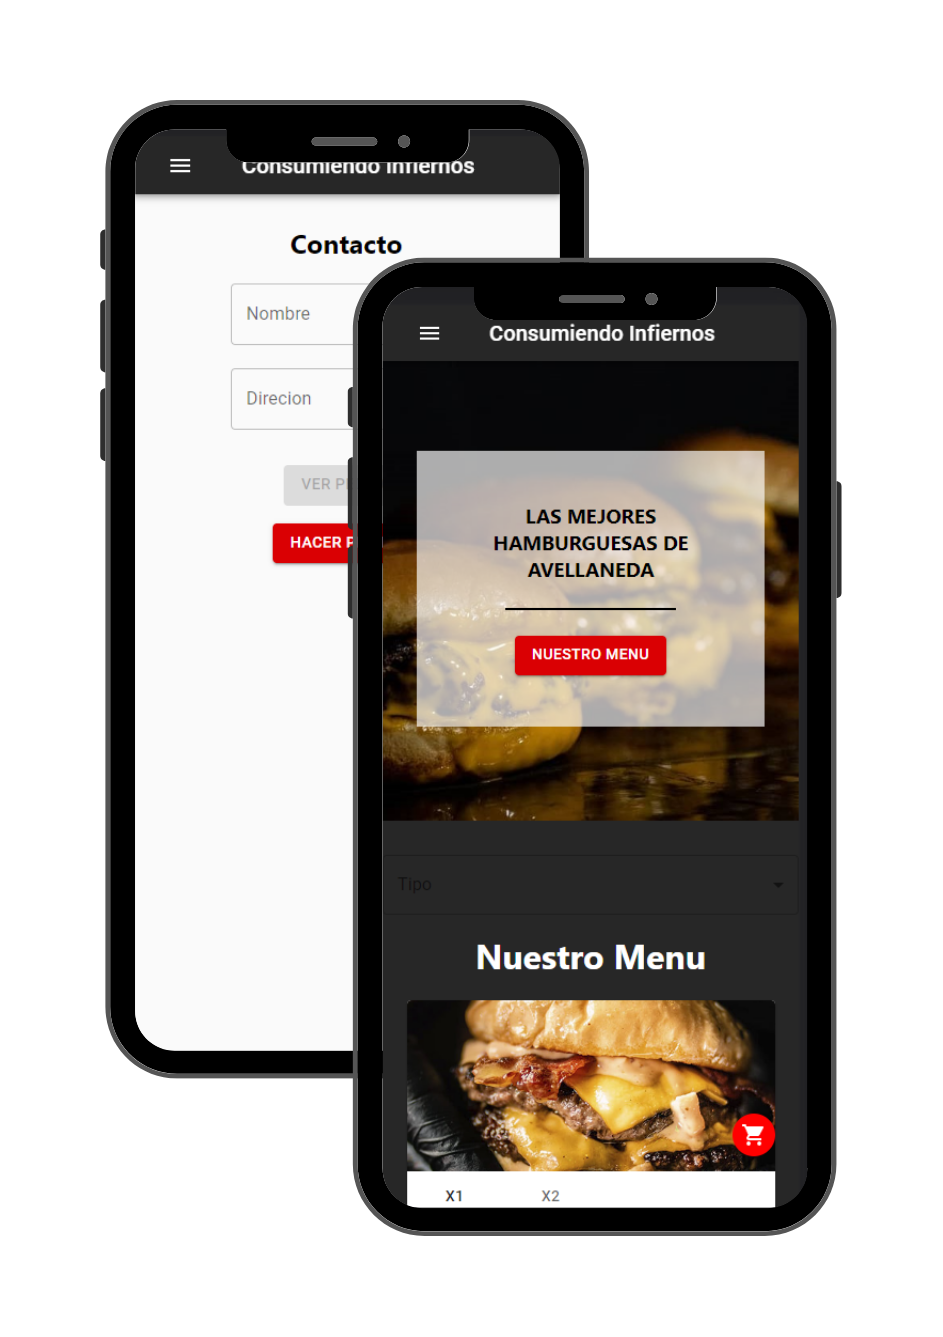 Consumiendo Infiernos
Contacto
Nombre
Direcion
VER P
HACER P
Consumiendo Infiernos
LAS MEJORES
HAMBURGUESAS DE
AVELLANEDA
NUESTRO MENU
Tipo
Nuestro Menu
X1 X2